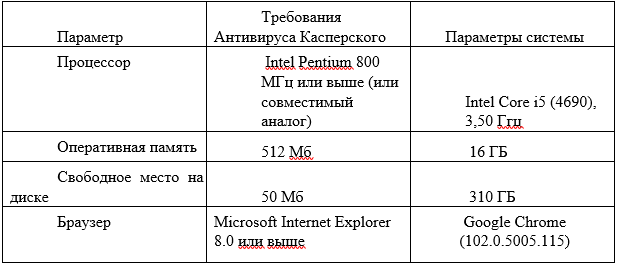 Параметр
Требования
Антивируса Касперского
Параметры системы
Процессор
Intel Pentium 800
МГц или выше (или
совместимый
аналог)
Intel Core i5 (4690),
3,50 Ггц
Оперативная память
512 Мб
16 ГБ
Свободное место на
диске
50 Мб
310 ГБ
Браузер
Microsoft Internet Explorer
8.0 или выше
Google Chrome
(102.0.5005.115)